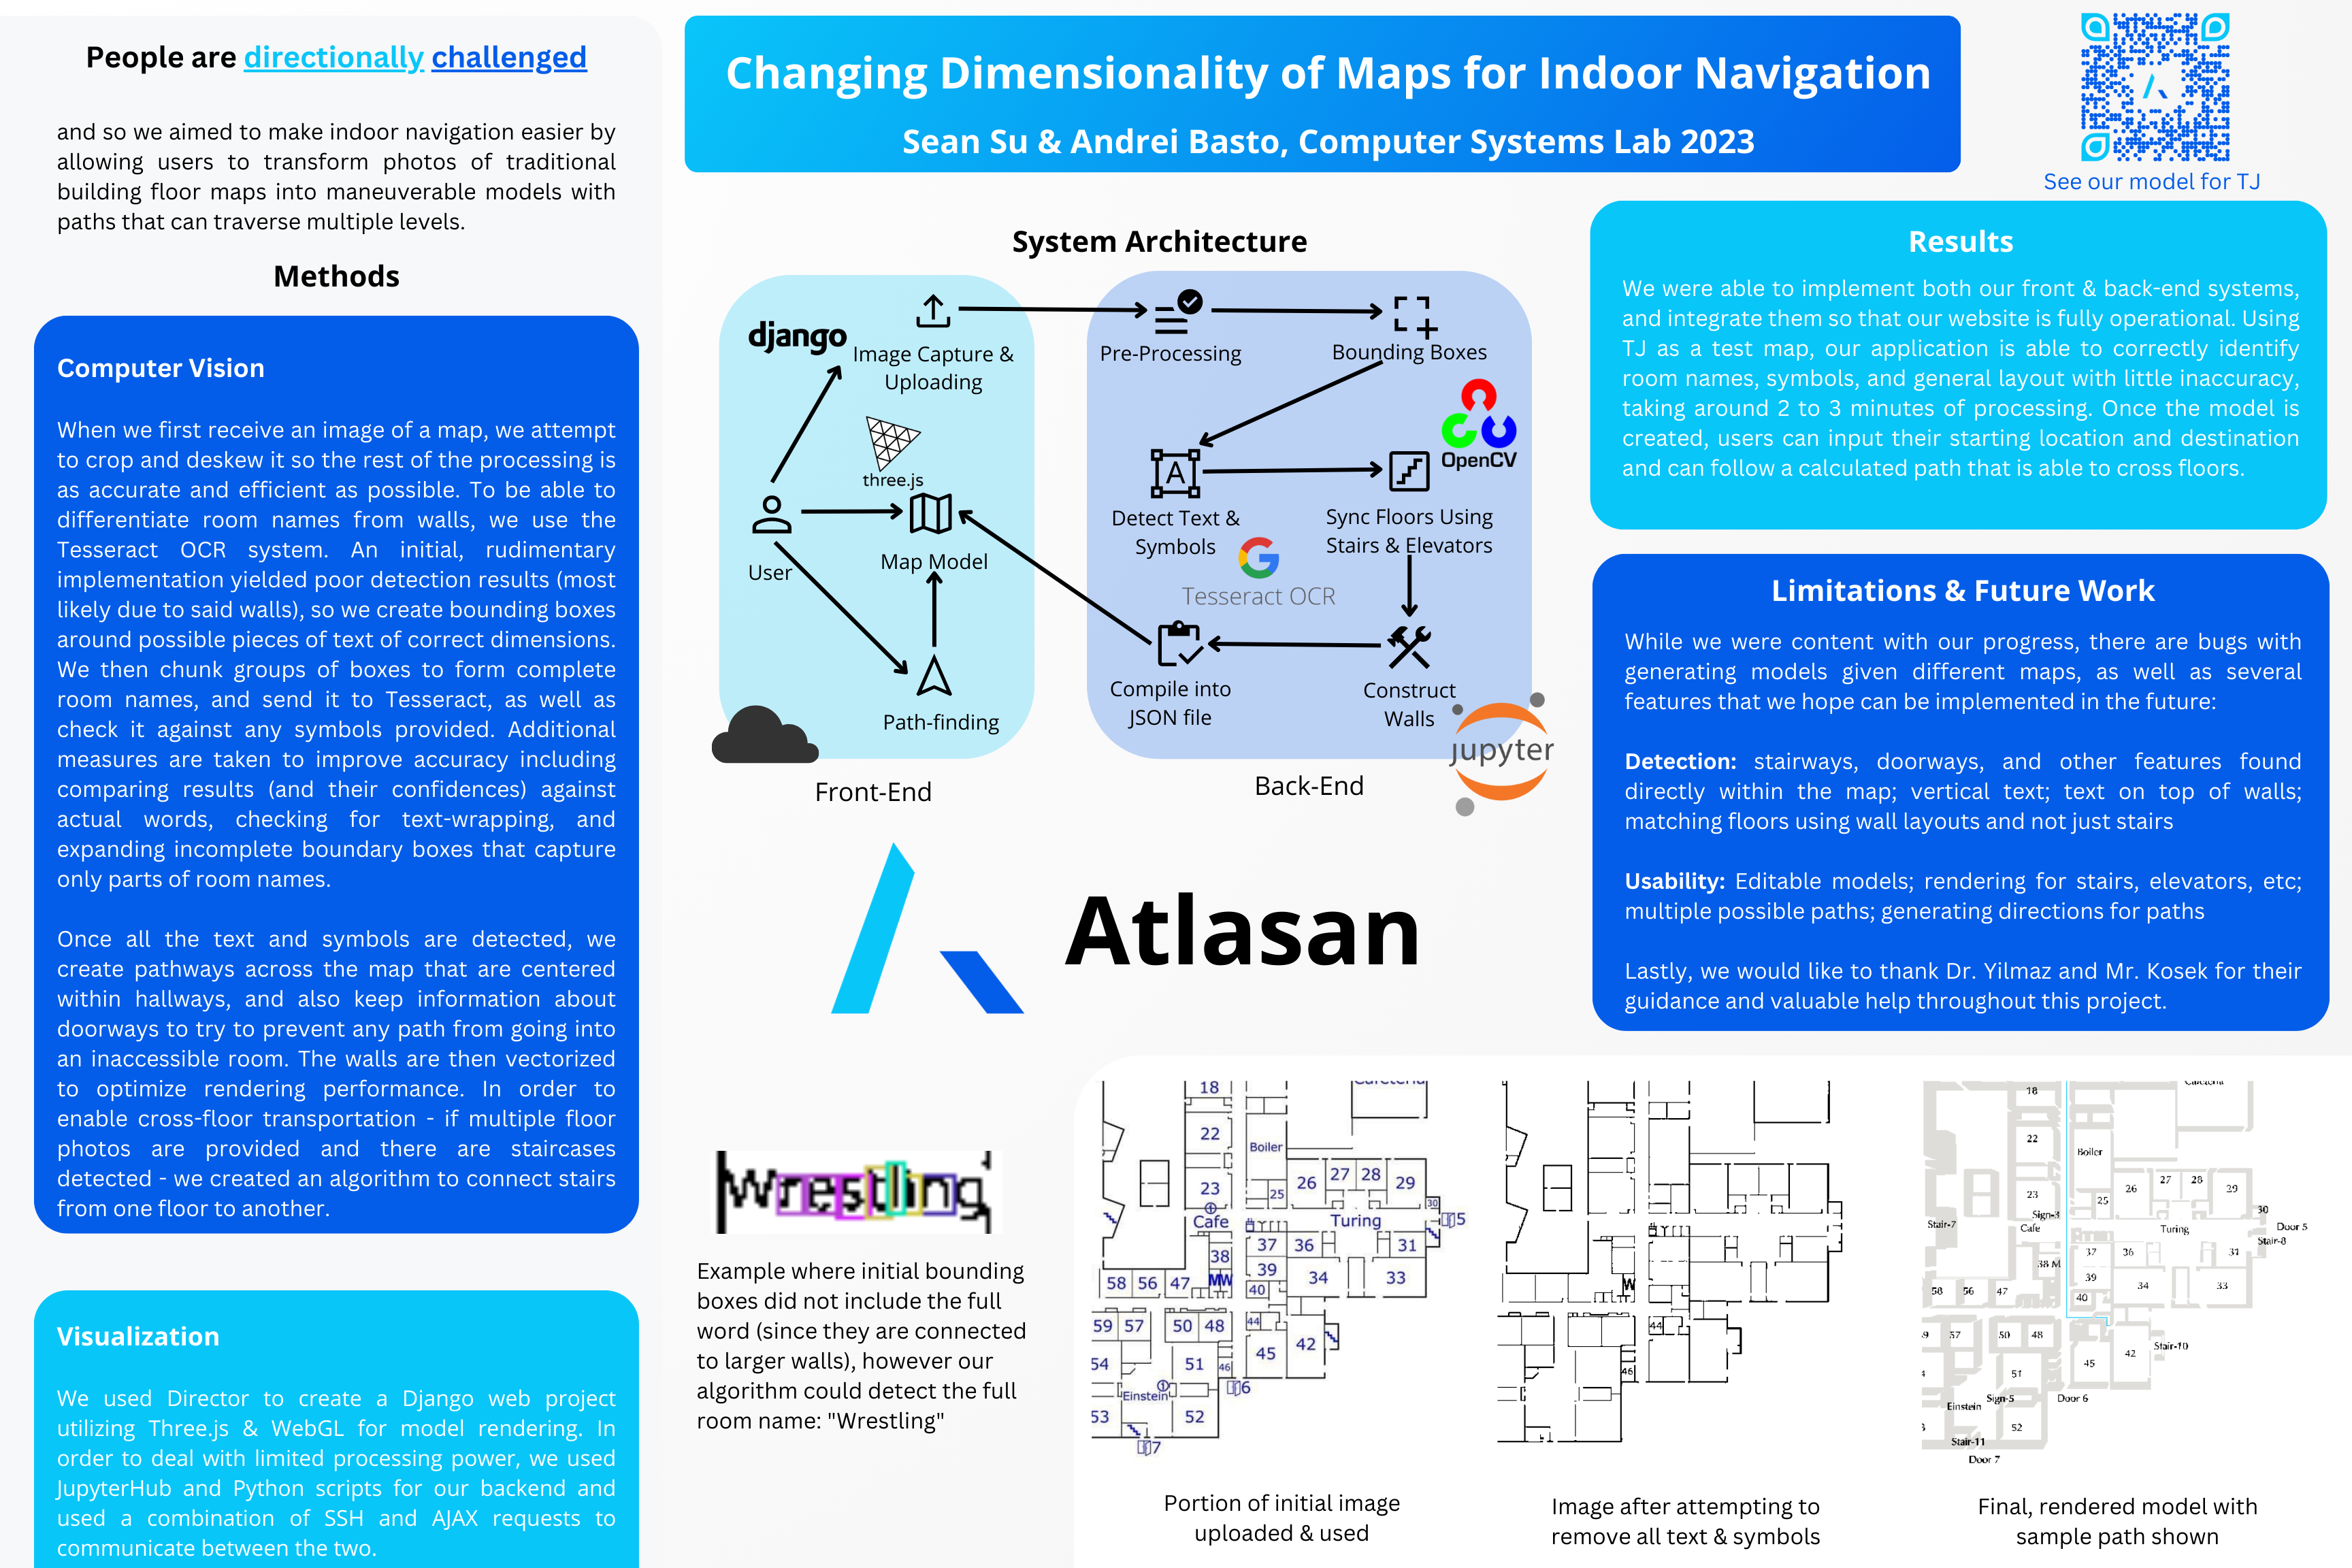 People are directionally challenged
and so we aimed to make indoor navigation easier by
allowing users to transform photos of traditional
building floor maps into maneuverable models with
paths that can traverse multiple levels.
Methods
Computer Vision
When we first receive an image of a map, we attempt
to crop and deskew it so the rest of the processing is
as accurate and efficient as possible. To be able to
differentiate room names from walls, we use the
Tesseract OCR system. An initial, rudimentary
implementation yielded poor detection results (most
likely due to said walls), so we create bounding boxes
around possible pieces of text of correct dimensions.
We then chunk groups of boxes to form complete
room names, and send it to Tesseract, as well as
check it against any symbols provided. Additional
measures are taken to improve accuracy including
comparing results (and their confidences) against
actual words, checking for text-wrapping, and
expanding incomplete boundary boxes that capture
only parts of room names.
Once all the text and symbols are detected, we
create pathways across the map that are centered
within hallways, and also keep information about
doorways to try to prevent any path from going into
an inaccessible room. The walls are then vectorized
to optimize rendering performance. In order to
enable cross-floor transportation - if multiple floor
photos are provided and there are staircases
detected - we created an algorithm to connect stairs
from one floor to another.
Visualization
We used Director to create a Django web project
utilizing Three.js & WebGL for model rendering. In
order to deal with limited processing power, we used
JupyterHub and Python scripts for our backend and
used a combination of SSH and AJAX requests to
communicate between the two.
Changing Dimensionality of Maps for Indoor Navigation
Sean Su & Andrei Basto, Computer Systems Lab 2023
See our model for TJ
System Architecture
django
Image Capture &
Uploading
three.js
User
Map Model
Path-finding
Front-End
Pre-Processing
Bounding Boxes
OpenCV
A
Detect Text &
Symbols
Sync Floors Using
Stairs & Elevators
Tesseract OCR
Compile into
JSON file
Construct
Walls
jupyter
Back-End
Atlasan
Results
We were able to implement both our front & back-end systems,
and integrate them so that our website is fully operational. Using
TJ as a test map, our application is able to correctly identify
room names, symbols, and general layout with little inaccuracy,
taking around 2 to 3 minutes of processing. Once the model is
created, users can input their starting location and destination
and can follow a calculated path that is able to cross floors.
Limitations & Future Work
While we were content with our progress, there are bugs with
generating models given different maps, as well as several
features that we hope can be implemented in the future:
Detection: stairways, doorways, and other features found
directly within the map; vertical text; text on top of walls;
matching floors using wall layouts and not just stairs
Usability: Editable models; rendering for stairs, elevators, etc;
multiple possible paths; generating directions for paths
Lastly, we would like to thank Dr. Yilmaz and Mr. Kosek for their
guidance and valuable help throughout this project.
Wrestling
Example where initial bounding
boxes did not include the full
word (since they are connected
to larger walls), however our
algorithm could detect the full
room name: "Wrestling"
Cafeteria
18
22
Boiler
23
25
26
27
28
29
30
5
Cafe
Turing
38
37
36
31
MW
39
34
33
58
56
47
40
59
57
50
48
44
45
42
54
51
46
6
Einstein
53
52
7
Portion of initial image
uploaded & used
W
44
46
Image after attempting to
remove all text & symbols
Cafeteria
18
22
Boiler
23
25
26
27
28
29
30
Sign-3
Stair-7
Cafe
Turing
Door 5
Stair-8
37
36
31
38 M
39
34
33
58
56
47
40
57
50
48
Stair-10
42
45
51
Sign-5
Door 6
Einstein
52
Stair-11
Door 7
Final, rendered model with
sample path shown